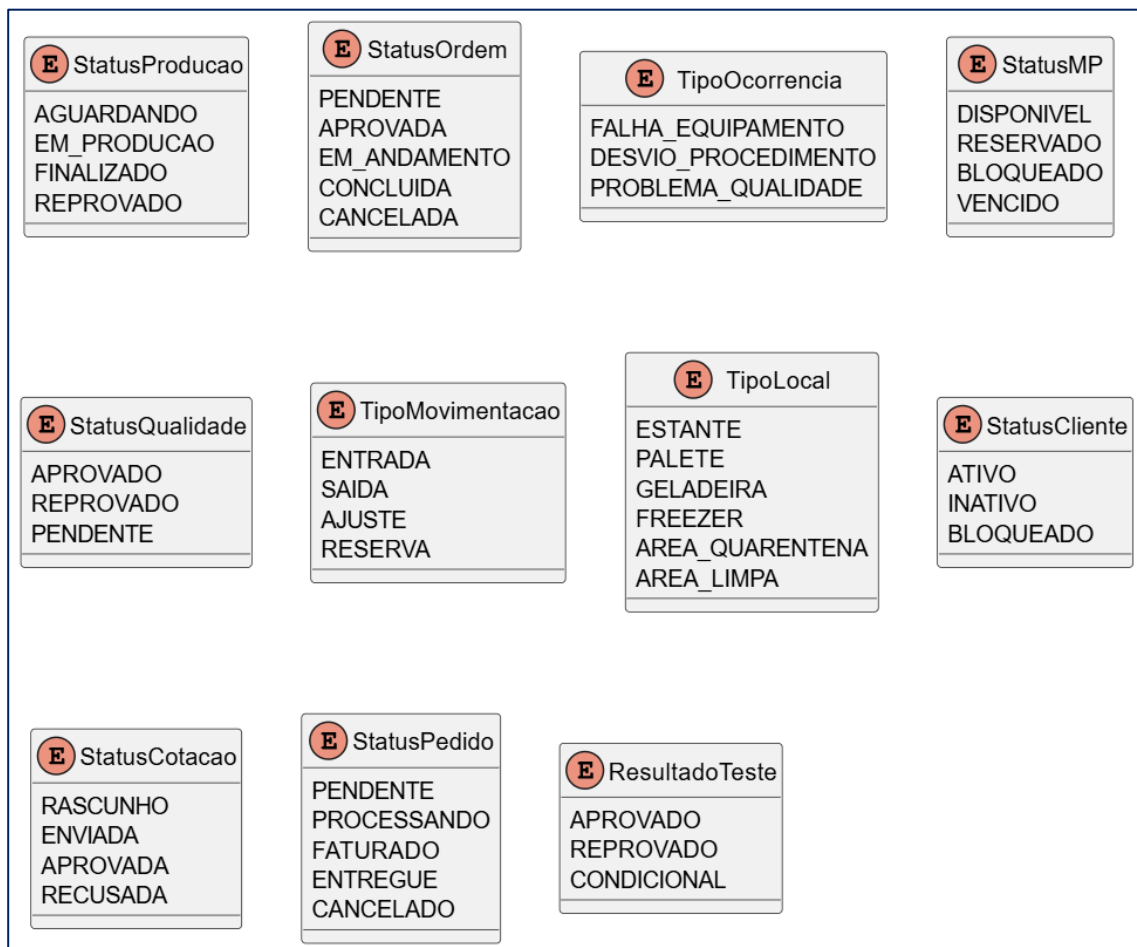 E StatusProducao
AGUARDANDO
EM_PRODUCAO
FINALIZADO
REPROVADO
E StatusOrdem
PENDENTE
APROVADA
EM_ANDAMENTO
CONCLUIDA
CANCELADA
E TipoOcorrencia
FALHA_EQUIPAMENTO
DESVIO_PROCEDIMENTO
PROBLEMA_QUALIDADE
E StatusMP
DISPONIVEL
RESERVADO
BLOQUEADO
VENCIDO
E StatusQualidade
APROVADO
REPROVADO
PENDENTE
E TipoMovimentacao
ENTRADA
SAIDA
AJUSTE
RESERVA
E TipoLocal
ESTANTE
PALETE
GELADEIRA
FREEZER
AREA_QUARENTENA
AREA_LIMPA
E StatusCliente
ATIVO
INATIVO
BLOQUEADO
E StatusCotacao
RASCUNHO
ENVIADA
APROVADA
RECUSADA
E StatusPedido
PENDENTE
PROCESSANDO
FATURADO
ENTREGUE
CANCELADO
E ResultadoTeste
APROVADO
REPROVADO
CONDICIONAL